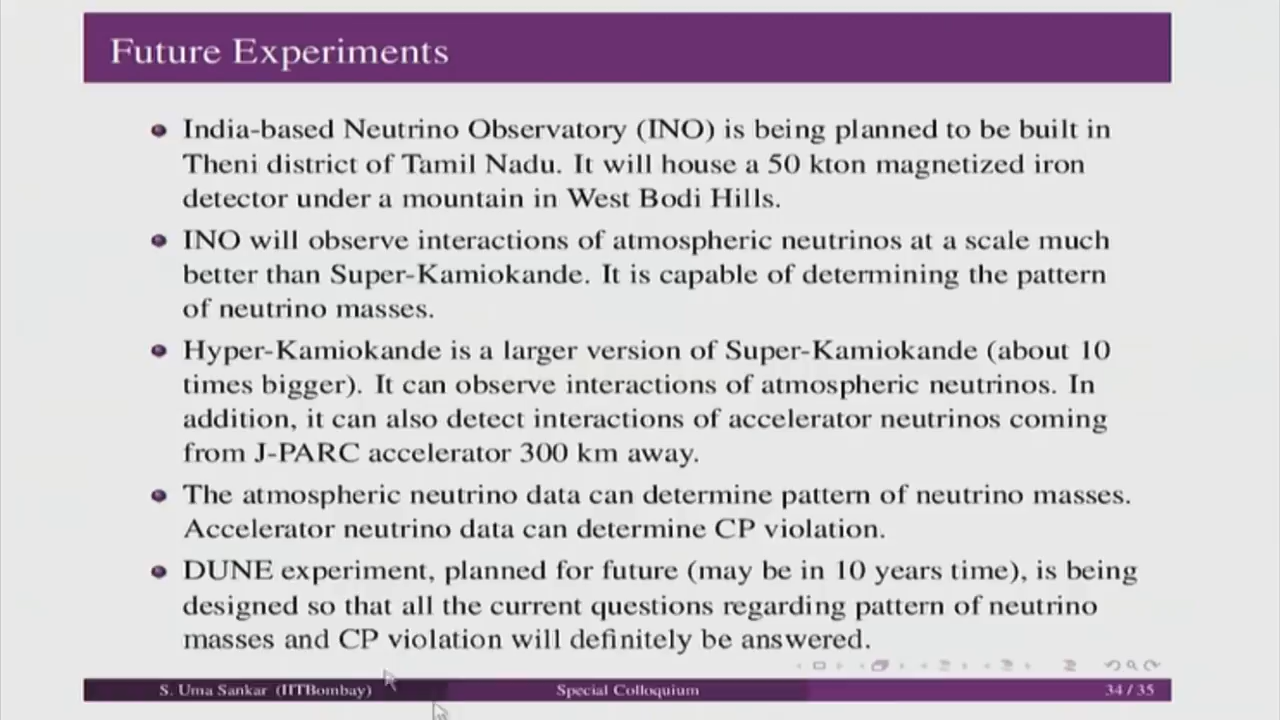 Future Experiments
India-based Neutrino Observatory (INO) is being planned to be built in
Theni district of Tamil Nadu. It will house a 50 kton magnetized iron
detector under a mountain in West Bodi Hills.
INO will observe interactions of atmospheric neutrinos at a scale much
better than Super-Kamiokande. It is capable of determining the pattern
of neutrino masses.
Hyper-Kamiokande is a larger version of Super-Kamiokande (about 10
times bigger). It can observe interactions of atmospheric neutrinos. In
addition, it can also detect interactions of accelerator neutrinos coming
from J-PARC accelerator 300 km away.
The atmospheric neutrino data can determine pattern of neutrino masses.
Accelerator neutrino data can determine CP violation.
DUNE experiment, planned for future (may be in 10 years time), is being
designed so that all the current questions regarding pattern of neutrino
masses and CP violation will definitely be answered.
S. Uma Sankar (IITBombay) Special Colloquium 34 / 35